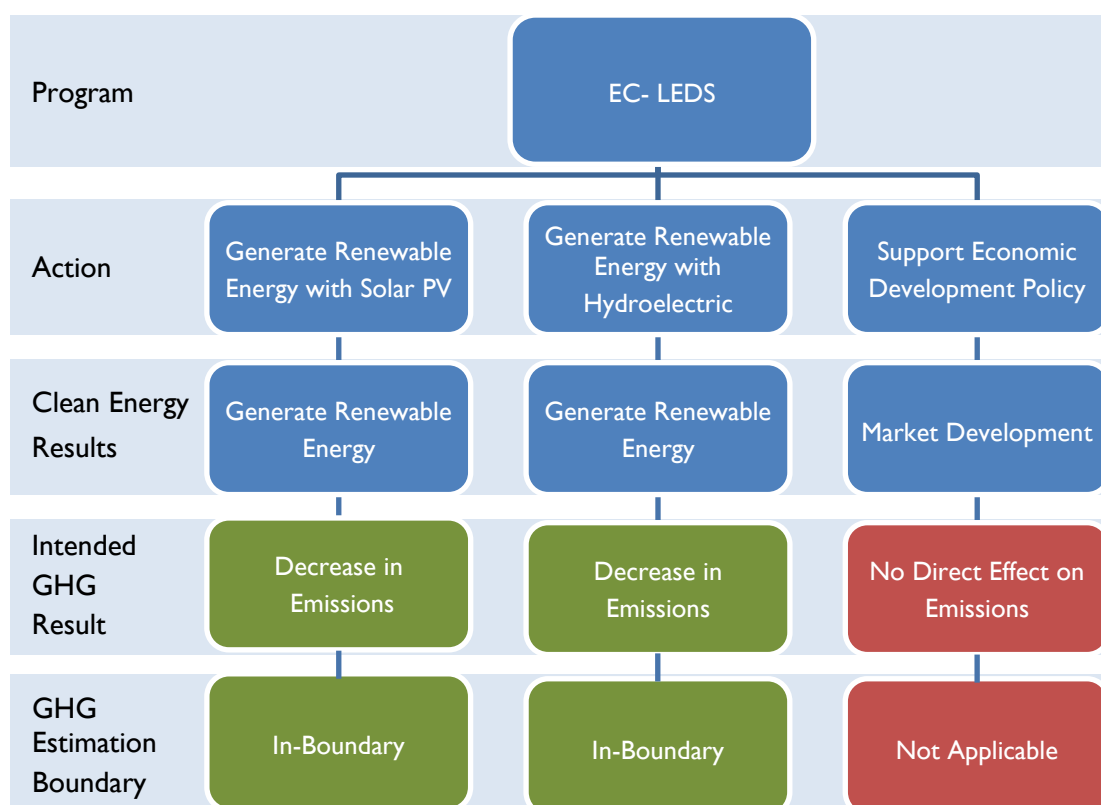 Program
EC- LEDS
Action
Generate Renewable
Energy with Solar PV
Generate Renewable
Energy with
Hydroelectric
Support Economic
Development Policy
Clean Energy
Results
Generate Renewable
Energy
Generate Renewable
Energy
Market Development
Intended
GHG
Result
Decrease in
Emissions
Decrease in
Emissions
No Direct Effect on
Emissions
GHG
Estimation
Boundary
In-Boundary
In-Boundary
Not Applicable